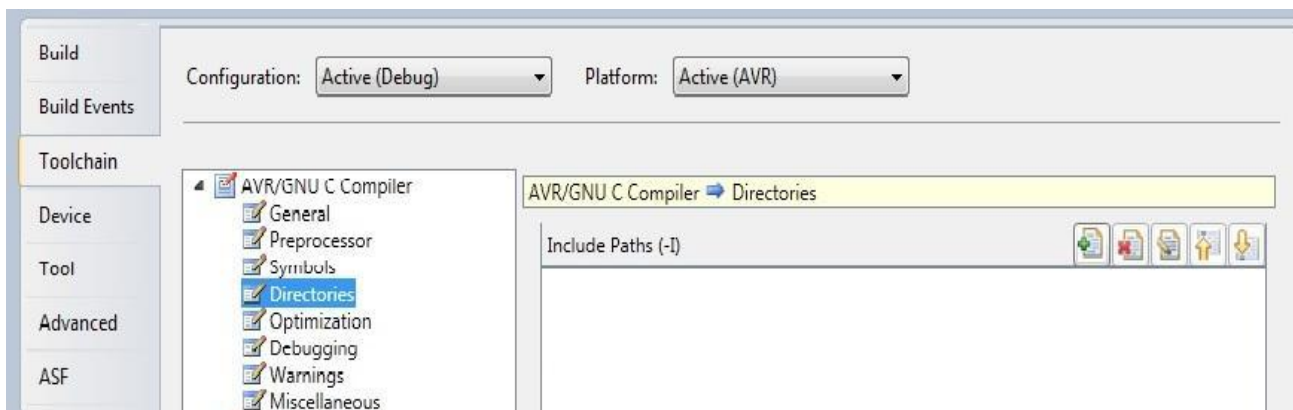 Build
Build Events
Toolchain
Device
Tool
Advanced
ASF
Configuration: Active (Debug) Platform: Active (AVR)
AVR/GNU C Compiler
General
Preprocessor
Symbols
Directories
Optimization
Debugging
Warnings
Miscellaneous
AVR/GNU C Compiler ➡ Directories
Include Paths (-I)